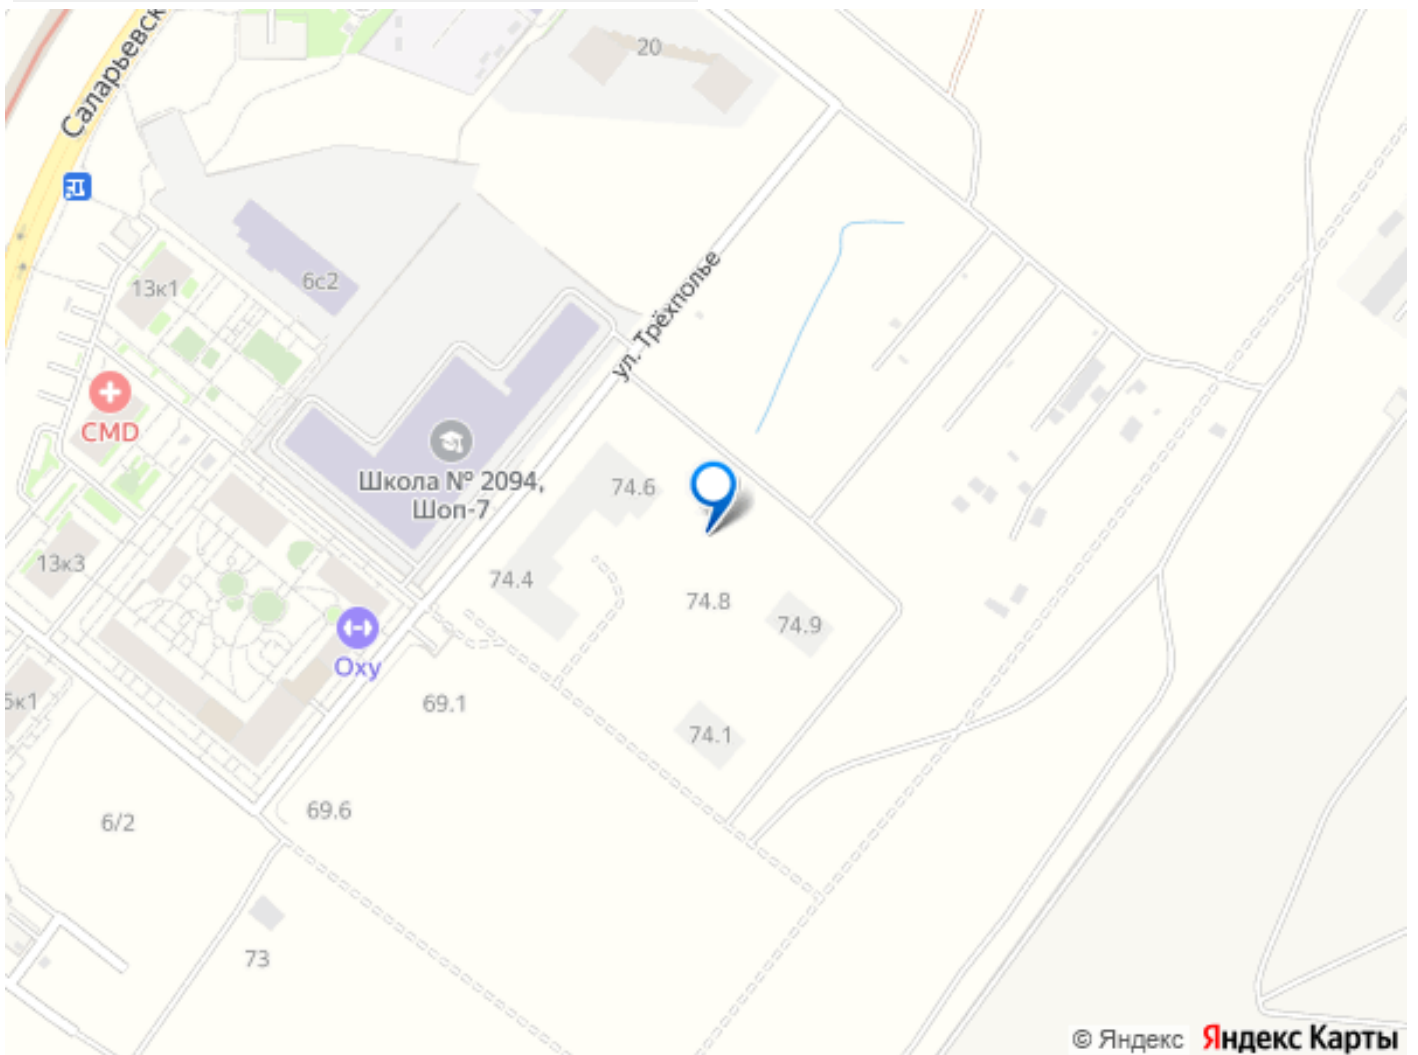 Саларьевск
20
ул. Трёхполье
13к1
6с2
CMD
Школа № 2094,
Шоп-7
74.6
13к3
74.4
74.8
74.9
Oxy
5к1
69.1
74.1
69.6
6/2
73
© Яндекс Яндекс Карты